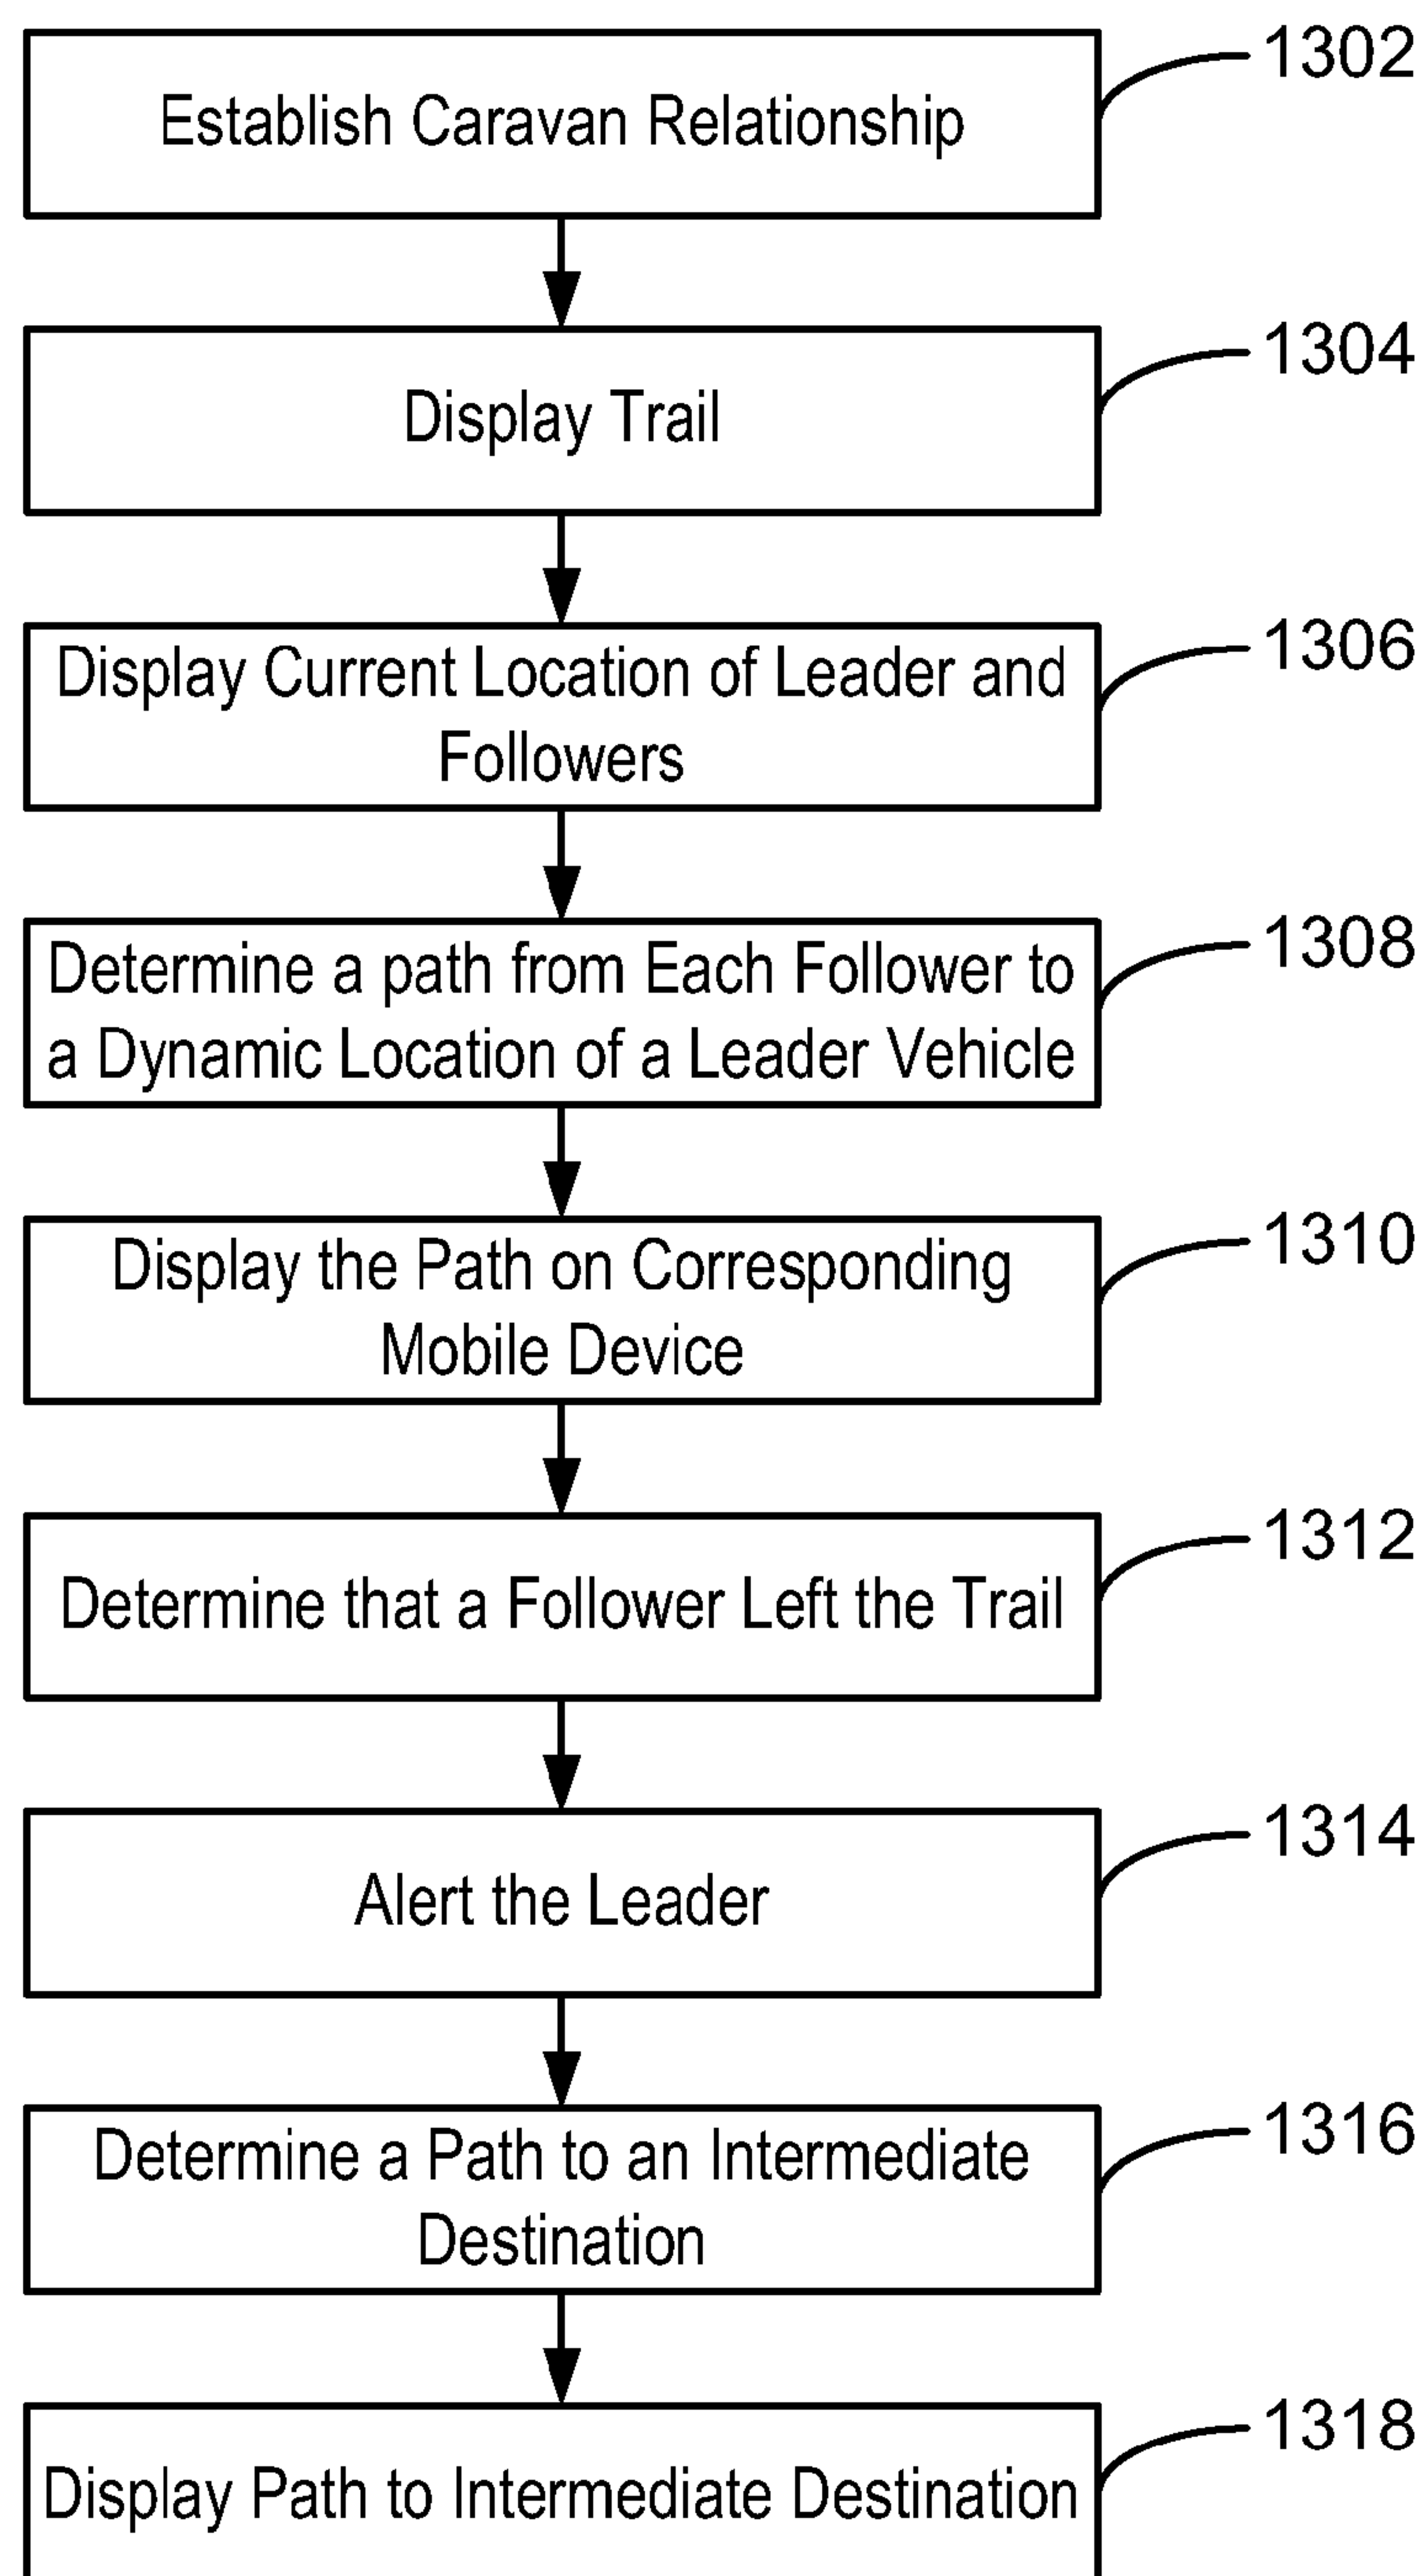 1302
Establish Caravan Relationship
1304
Display Trail
1306
Display Current Location of Leader and
Followers
1308
Determine a path from Each Follower to
a Dynamic Location of a Leader Vehicle
1310
Display the Path on Corresponding
Mobile Device
1312
Determine that a Follower Left the Trail
1314
Alert the Leader
1316
Determine a Path to an Intermediate
Destination
1318
Display Path to Intermediate Destination